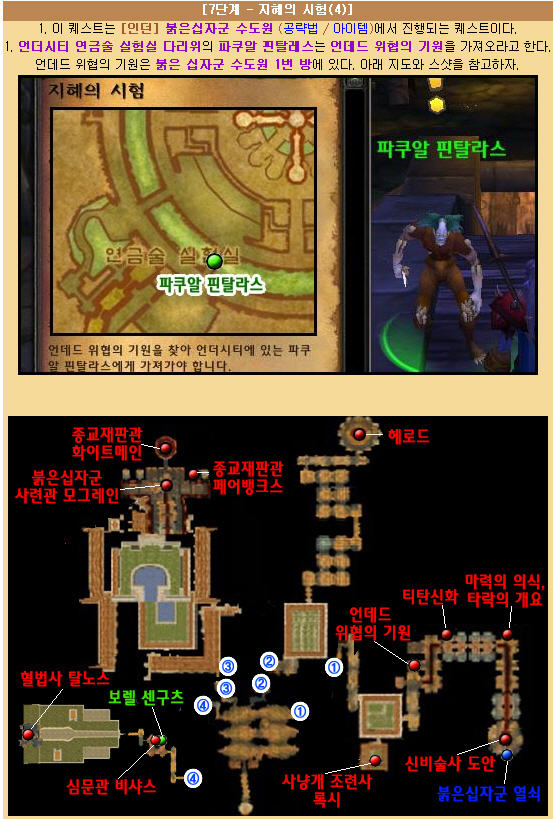 [7단계 - 지혜의 시험(4)]
1. 이 퀘스트는 [인던] 붉은십자군 수도원 (공략법 / 아이템)에서 진행되는 퀘스트이다.
1. 언더시티 연금술 실험실 다리위의 파쿠알 핀탈레스는 언데드 위협의 기원을 가져오라고 한다.
언데드 위협의 기원은 붉은 십자군 수도원 1번 방에 있다. 아래 지도와 스샷을 참고하자.
지혜의 시험
파쿠알 핀탈라스
연금술 실험실
파쿠알 핀탈라스
언데드 위협의 기원을 찾아 언더시티에 있는 파쿠
알 핀탈라스에게 가져가야 합니다.
종교재판관
화이트메인
헤로드
붉은십자군
사령관 모그레인
종교재판관
페어뱅크스
마력의 의식,
타락의 개요
티탄신화
언데드
위협의 기원
③
②
①
③
②
④
①
혈법사 탈노스
보렐 센구츠
심문관 비샤스
④
사냥개 조련사
록시
신비술사 도안
붉은십자군 열쇠